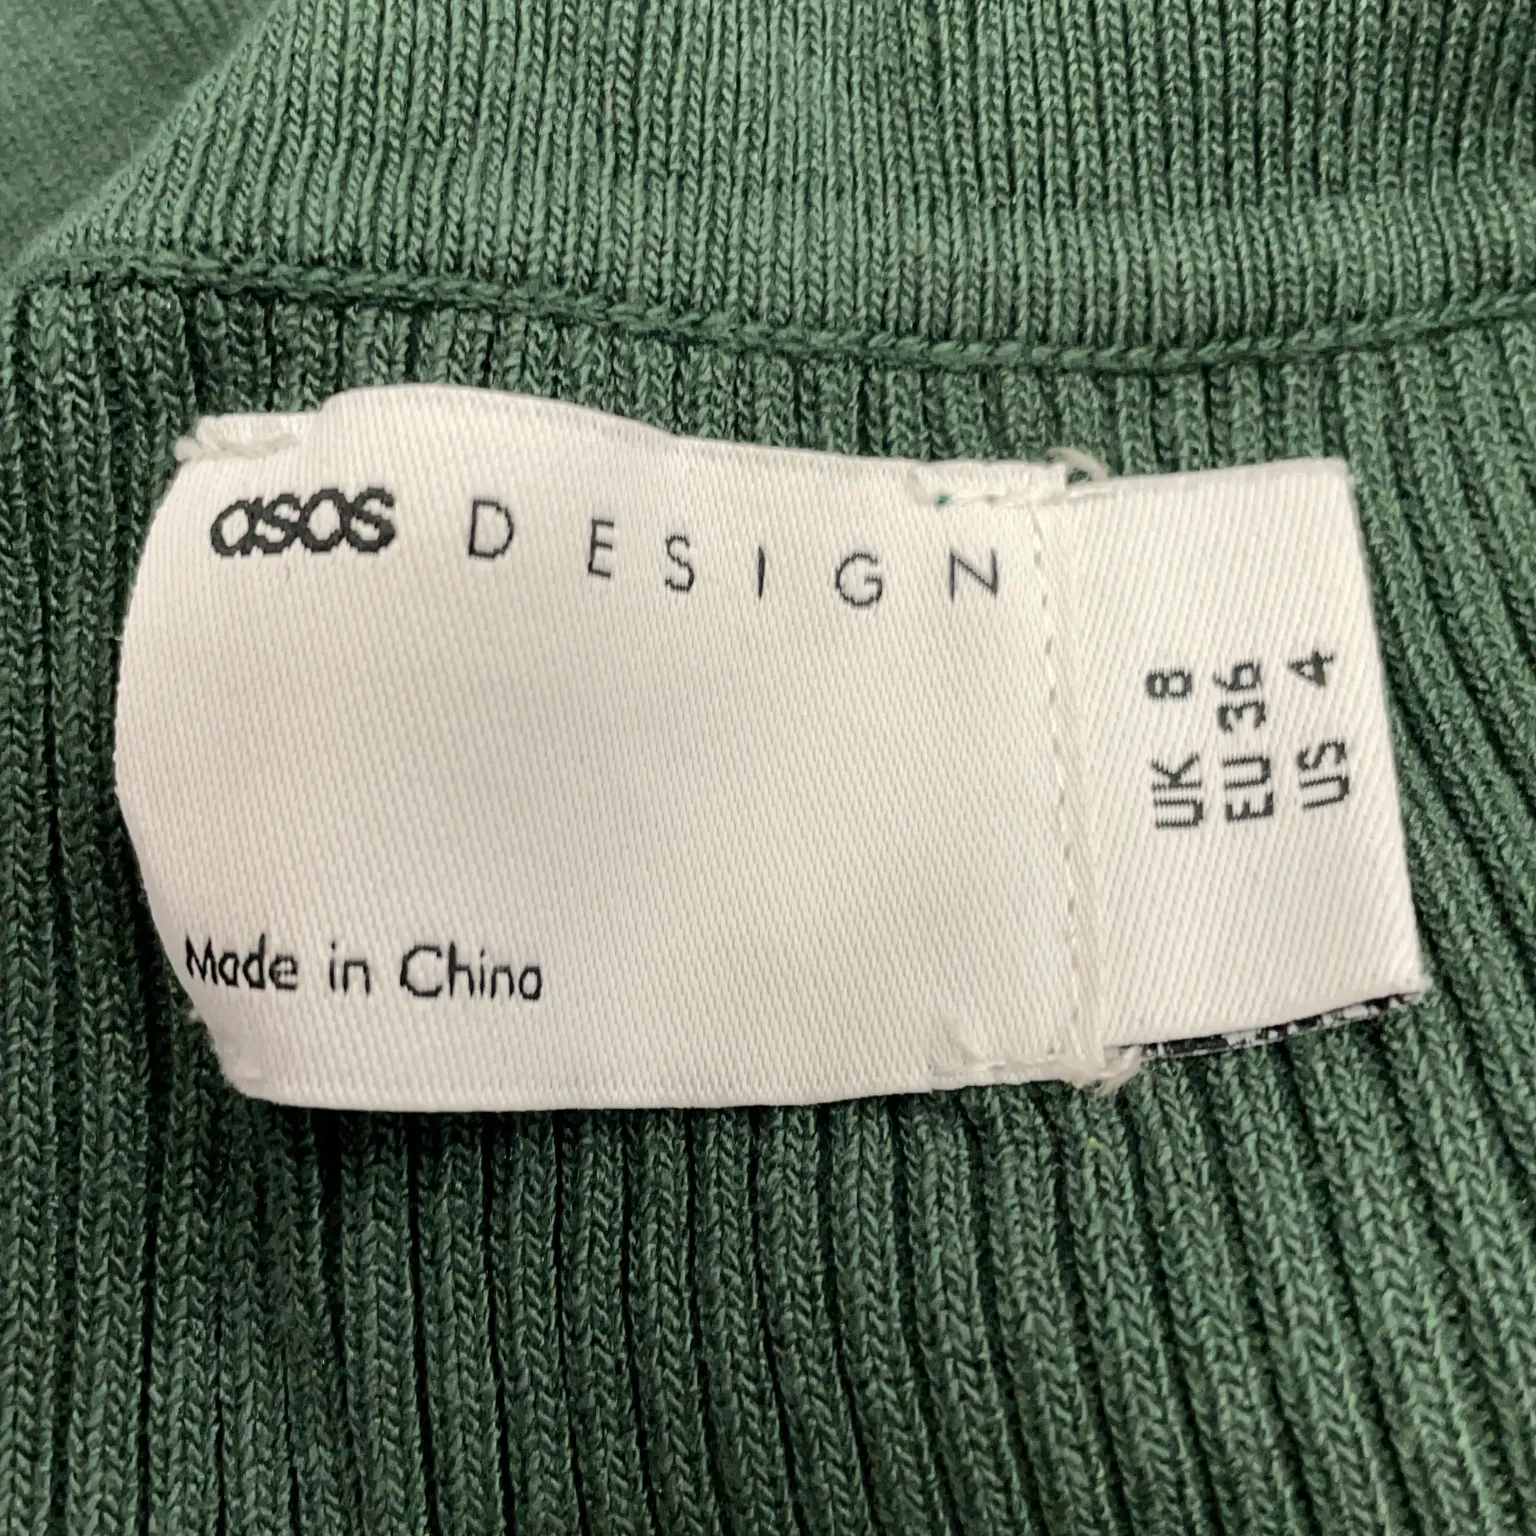 asos DESIGN
Made in China
UK 8
EU 36
US 4